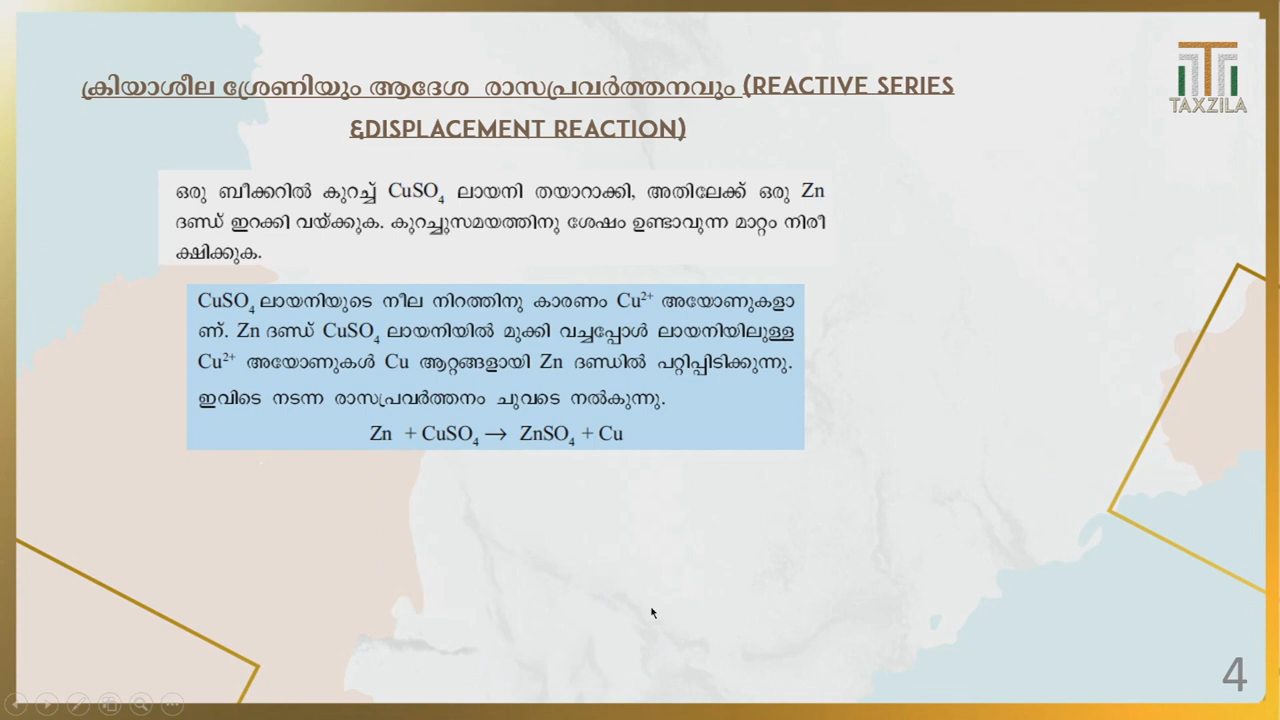 ക്രിയാശീല ശ്രേണിയും ആദേശ രാസപ്രവർത്തനവും (REACTIVE SERIES
&DISPLACEMENT REACTION)
TAXZILA
ഒരു ബീക്കറിൽ കുറച്ച് CuSO₄ ലായനി തയാറാക്കി, അതിലേക്ക് ഒരു Zn
ദണ്ഡ് ഇറക്കി വയ്ക്കുക. കുറച്ചുസമയത്തിനു ശേഷം ഉണ്ടാവുന്ന മാറ്റം നിരീ
ക്ഷിക്കുക.
CuSO₄ ലായനിയുടെ നീല നിറത്തിനു കാരണം Cu²⁺ അയോണുകളാ
ണ്. Zn ദണ്ഡ് CuSO₄ ലായനിയിൽ മുക്കി വച്ചപ്പോൾ ലായനിയിലുള്ള
Cu²⁺ അയോണുകൾ Cu ആറ്റങ്ങളായി Zn ദണ്ഡിൽ പറ്റിപ്പിടിക്കുന്നു.
ഇവിടെ നടന്ന രാസപ്രവർത്തനം ചുവടെ നൽകുന്നു.
Zn + CuSO₄ → ZnSO₄ + Cu
4